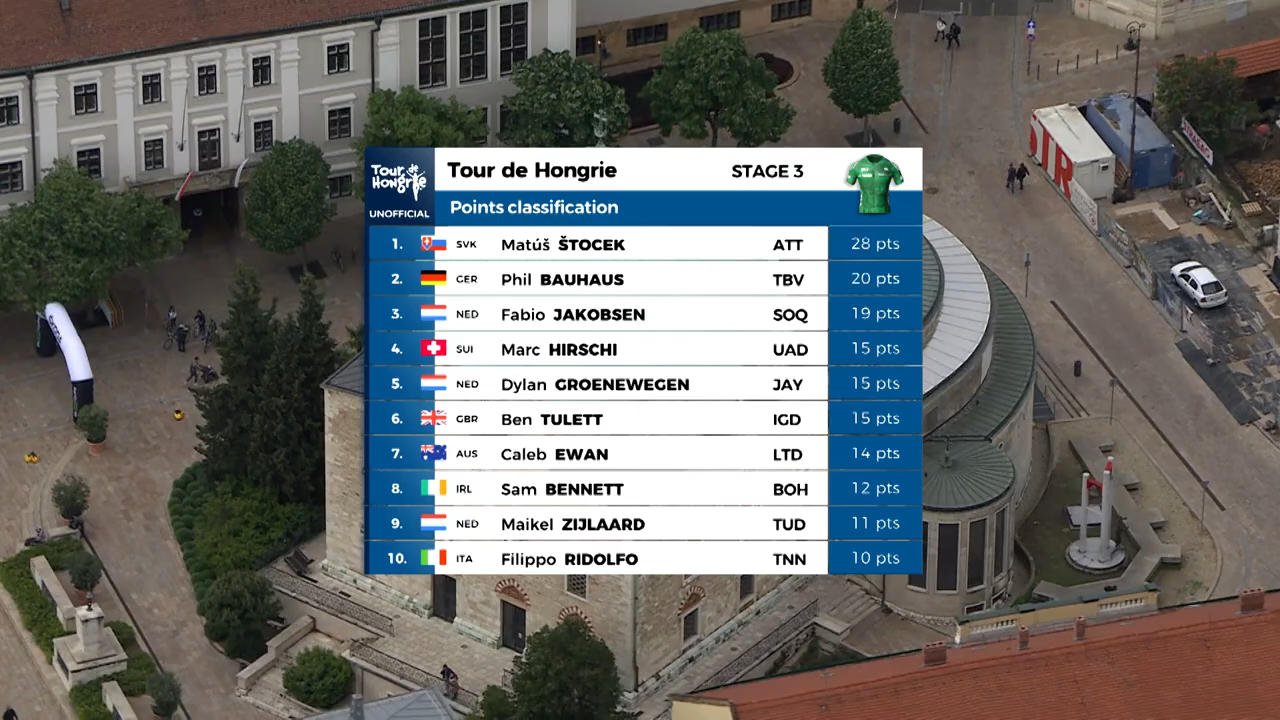 Tour de Hongrie
UNOFFICIAL
Tour de Hongrie STAGE 3
Points classification
1. SVK Matúš ŠTOCEK ATT 28 pts
2. GER Phil BAUHAUS TBV 20 pts
3. NED Fabio JAKOBSEN SOQ 19 pts
4. SUI Marc HIRSCHI UAD 15 pts
5. NED Dylan GROENEWEGEN JAY 15 pts
6. GBR Ben TULETT IGD 15 pts
7. AUS Caleb EWAN LTD 14 pts
8. IRL Sam BENNETT BOH 12 pts
9. NED Maikel ZIJLAARD TUD 11 pts
10. ITA Filippo RIDOLFO TNN 10 pts